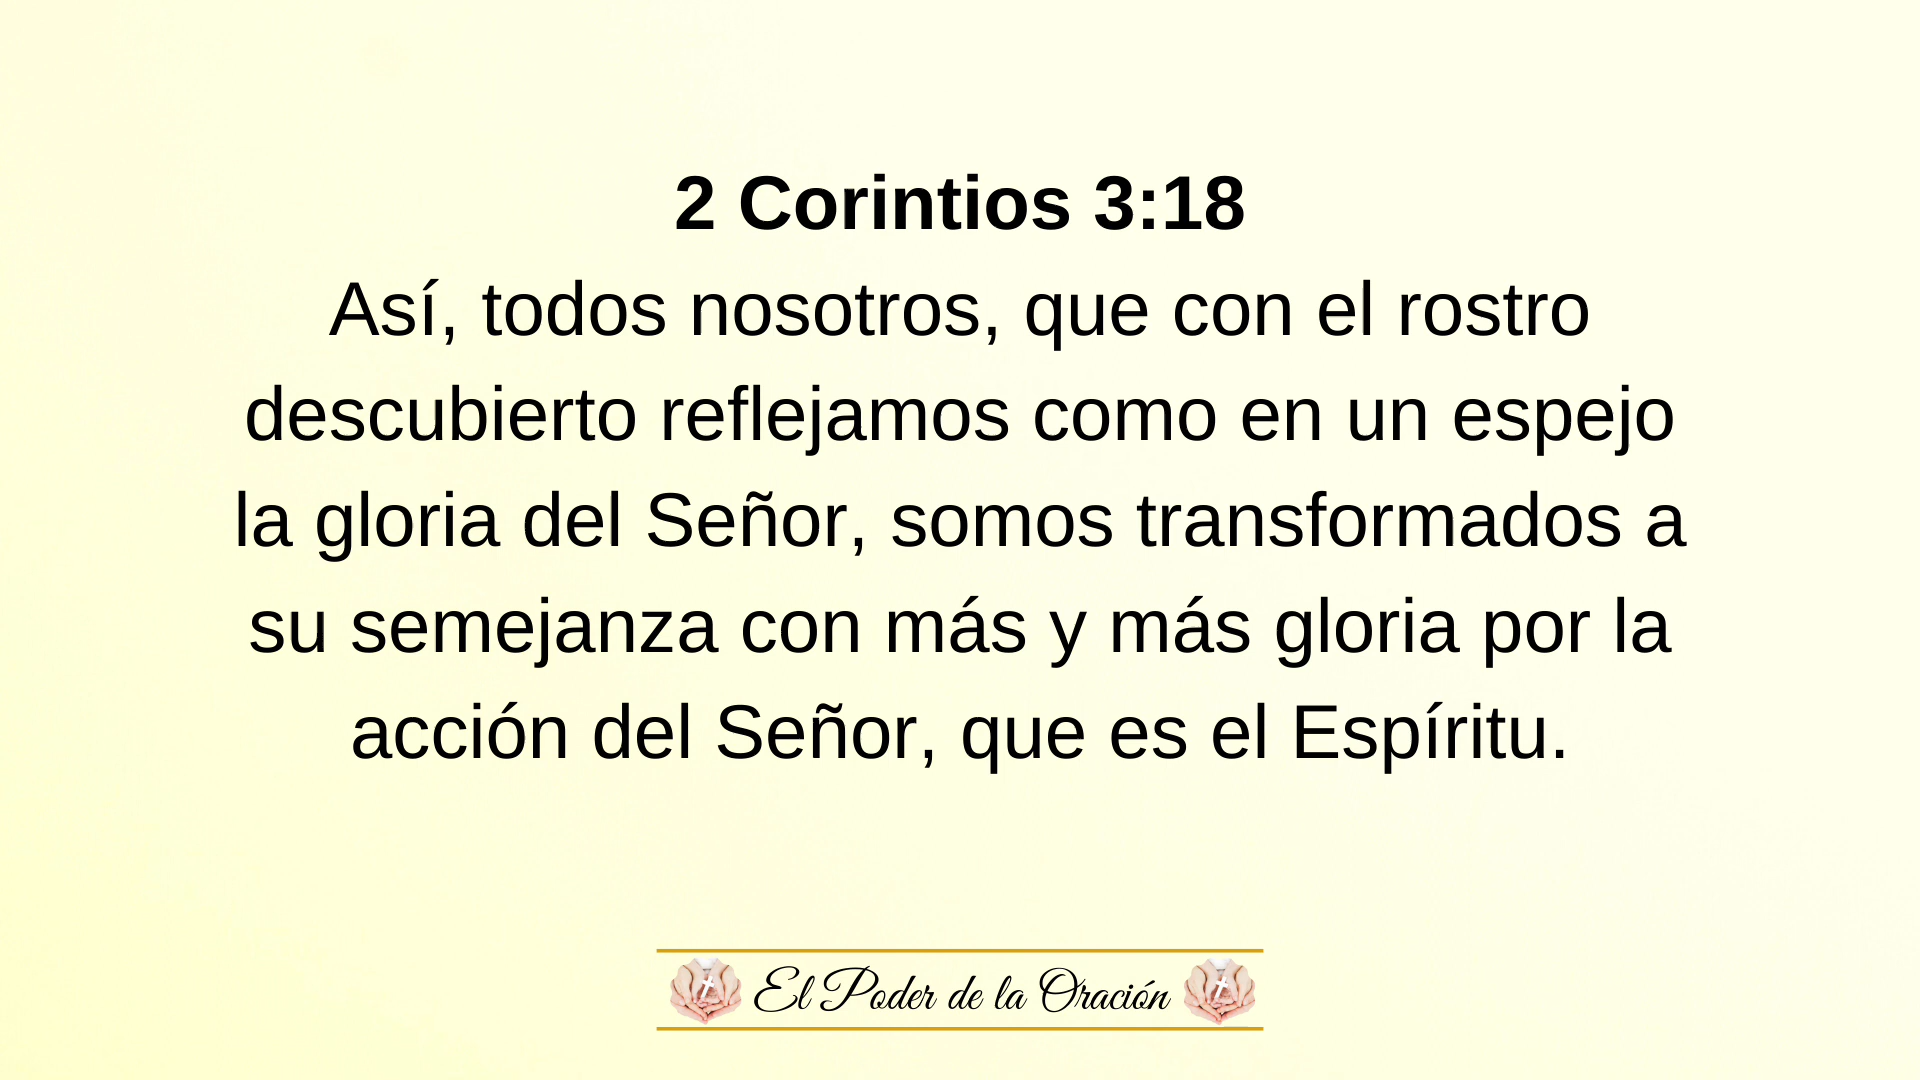 2 Corintios 3:18
Así, todos nosotros, que con el rostro
descubierto reflejamos como en un espejo
la gloria del Señor, somos transformados a
su semejanza con más y más gloria por la
acción del Señor, que es el Espíritu.
El Poder de la Oración